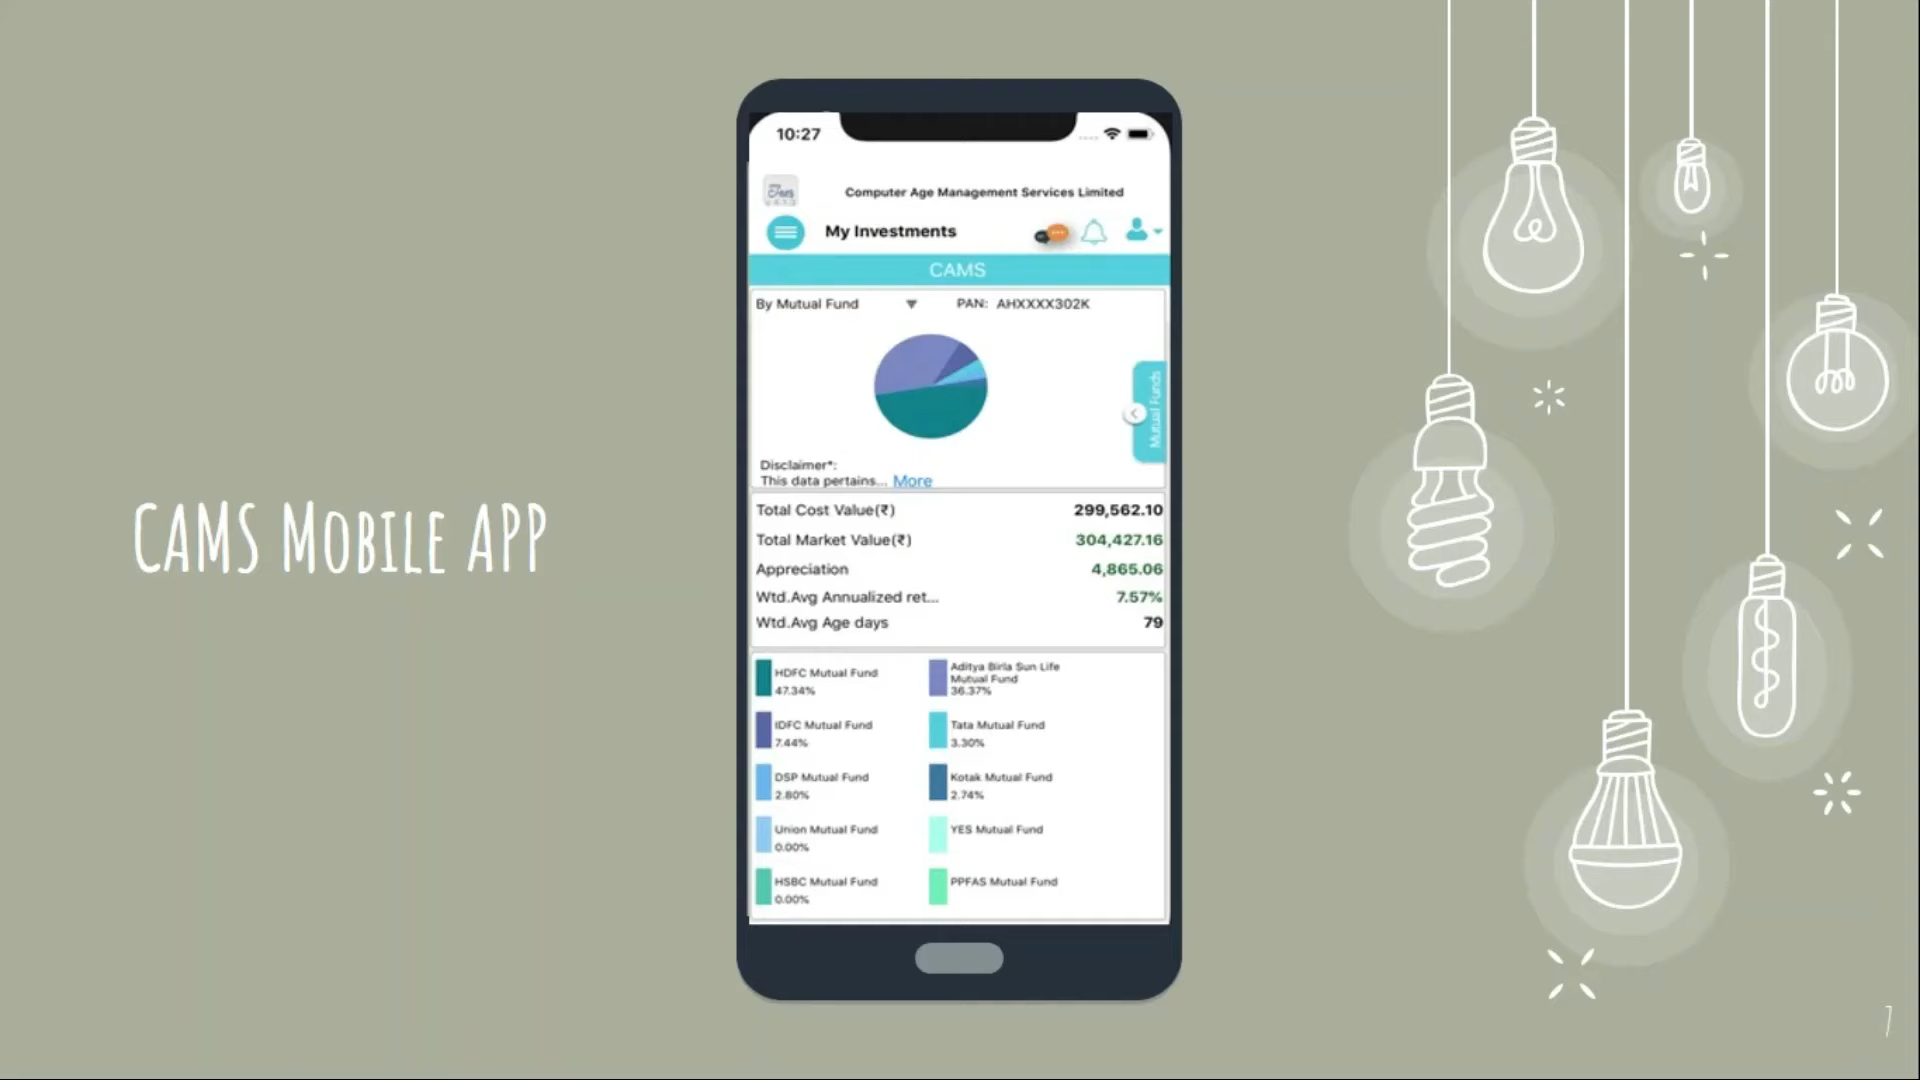 CAMS Mobile APP
10:27
CAMS
Computer Age Management Services Limited
My Investments
CAMS
By Mutual Fund
PAN: AHXXXX302K
Mutual Funds
Disclaimer*:
This data pertains... More
Total Cost Value(₹) 299,562.10
Total Market Value(₹) 304,427.16
Appreciation 4,865.06
Wtd.Avg Annualized ret... 7.57%
Wtd.Avg Age days 79
HDFC Mutual Fund
47.34%
Aditya Birla Sun Life
Mutual Fund
36.37%
IDFC Mutual Fund
7.44%
Tata Mutual Fund
3.30%
DSP Mutual Fund
2.80%
Kotak Mutual Fund
2.74%
Union Mutual Fund
0.00%
YES Mutual Fund
HSBC Mutual Fund
0.00%
PPFAS Mutual Fund
7